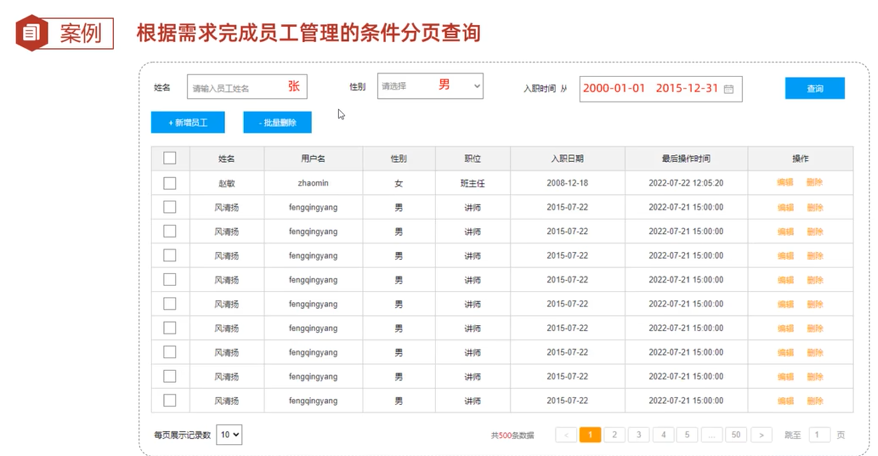 案例 根据需求完成员工管理的条件分页查询
姓名 请输入员工姓名 张 性别 请选择 男 入职时间 从 2000-01-01 2015-12-31 查询
+ 新增员工 - 批量删除
姓名 用户名 性别 职位 入职日期 最后操作时间 操作
赵敏 zhaomin 女 班主任 2008-12-18 2022-07-22 12:05:20 编辑 删除
风清扬 fengqingyang 男 讲师 2015-07-22 2022-07-21 15:00:00 编辑 删除
风清扬 fengqingyang 男 讲师 2015-07-22 2022-07-21 15:00:00 编辑 删除
风清扬 fengqingyang 男 讲师 2015-07-22 2022-07-21 15:00:00 编辑 删除
风清扬 fengqingyang 男 讲师 2015-07-22 2022-07-21 15:00:00 编辑 删除
风清扬 fengqingyang 男 讲师 2015-07-22 2022-07-21 15:00:00 编辑 删除
风清扬 fengqingyang 男 讲师 2015-07-22 2022-07-21 15:00:00 编辑 删除
风清扬 fengqingyang 男 讲师 2015-07-22 2022-07-21 15:00:00 编辑 删除
风清扬 fengqingyang 男 讲师 2015-07-22 2022-07-21 15:00:00 编辑 删除
风清扬 fengqingyang 男 讲师 2015-07-22 2022-07-21 15:00:00 编辑 删除
每页展示记录数 10 共500条数据 < 1 2 3 4 5 ... 50 > 跳至 1 页